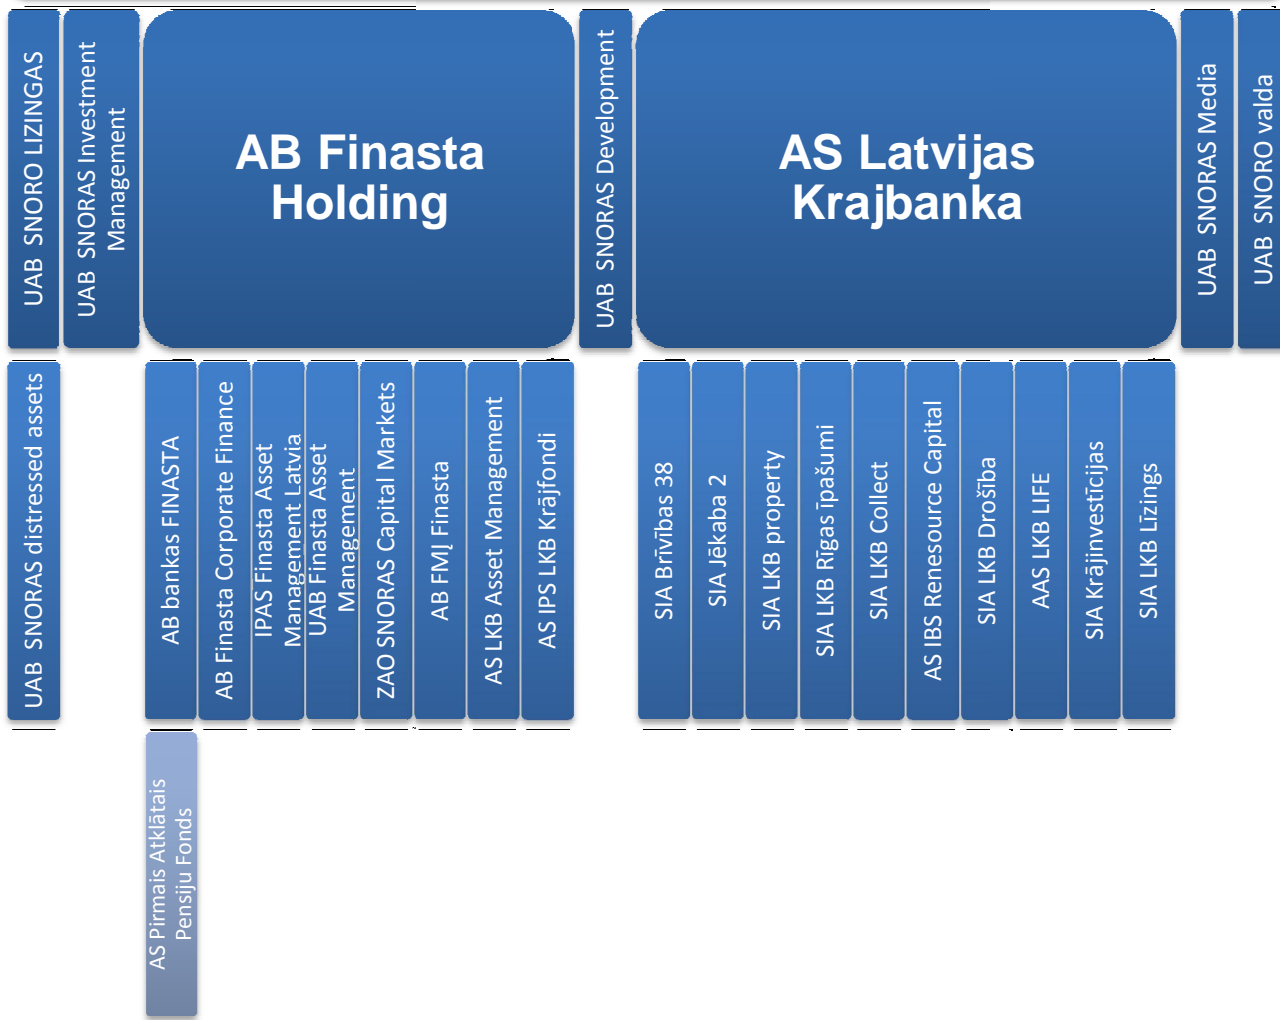 UAB  SNORO LIZINGAS
UAB  SNORAS Investment
Management
AB Finasta
Holding
UAB  SNORAS Development
AS Latvijas
Krajbanka
UAB  SNORAS Media
UAB  SNORO valda
UAB  SNORAS distressed assets
AB bankas FINASTA
AB Finasta Corporate Finance
IPAS Finasta Asset
Management Latvia
UAB Finasta Asset
Management
ZAO SNORAS Capital Markets
AB FMĮ Finasta
AS LKB Asset Management
AS IPS LKB Krājfondi
SIA Brīvības 38
SIA Jēkaba 2
SIA LKB property
SIA LKB Rīgas īpašumi
SIA LKB Collect
AS IBS Renesource Capital
SIA LKB Drošība
AAS LKB LIFE
SIA Krājinvestīcijas
SIA LKB Līzings
AS Pirmais Atklātais
Pensiju Fonds